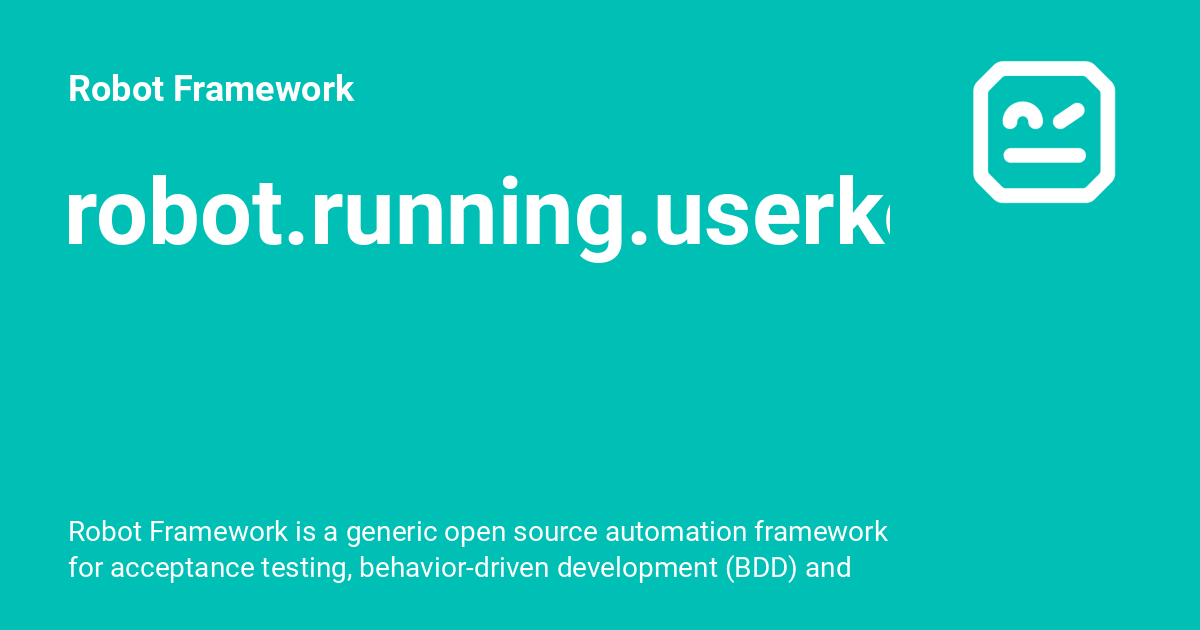 Robot Framework
robot.running.userk
Robot Framework is a generic open source automation framework
for acceptance testing, behavior-driven development (BDD) and